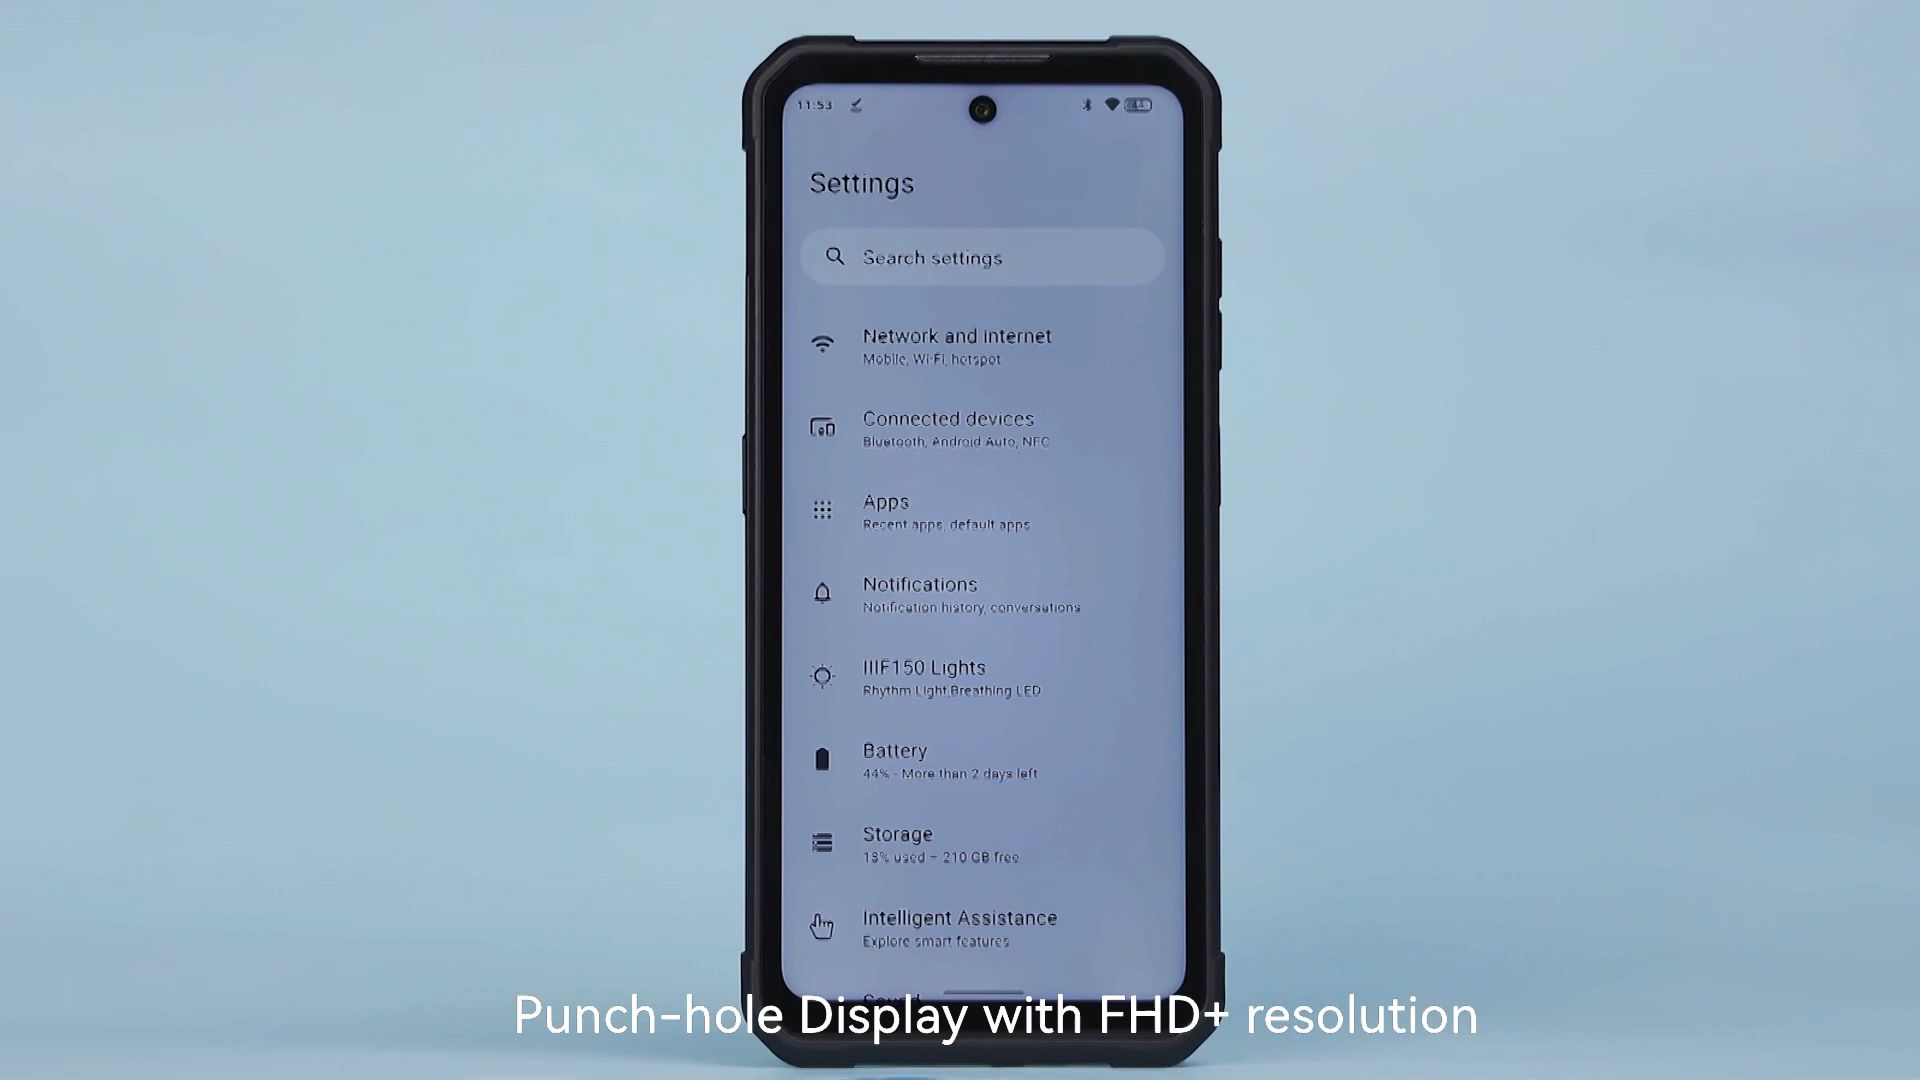 11:53
44
Settings
Search settings
Network and internet
Mobile, Wi-Fi, hotspot
Connected devices
Bluetooth, Android Auto, NFC
Apps
Recent apps, default apps
Notifications
Notification history, conversations
IIIF150 Lights
Rhythm Light,Breathing LED
Battery
44% - More than 2 days left
Storage
18% used - 210 GB free
Intelligent Assistance
Explore smart features
Sound
Punch-hole Display with FHD+ resolution